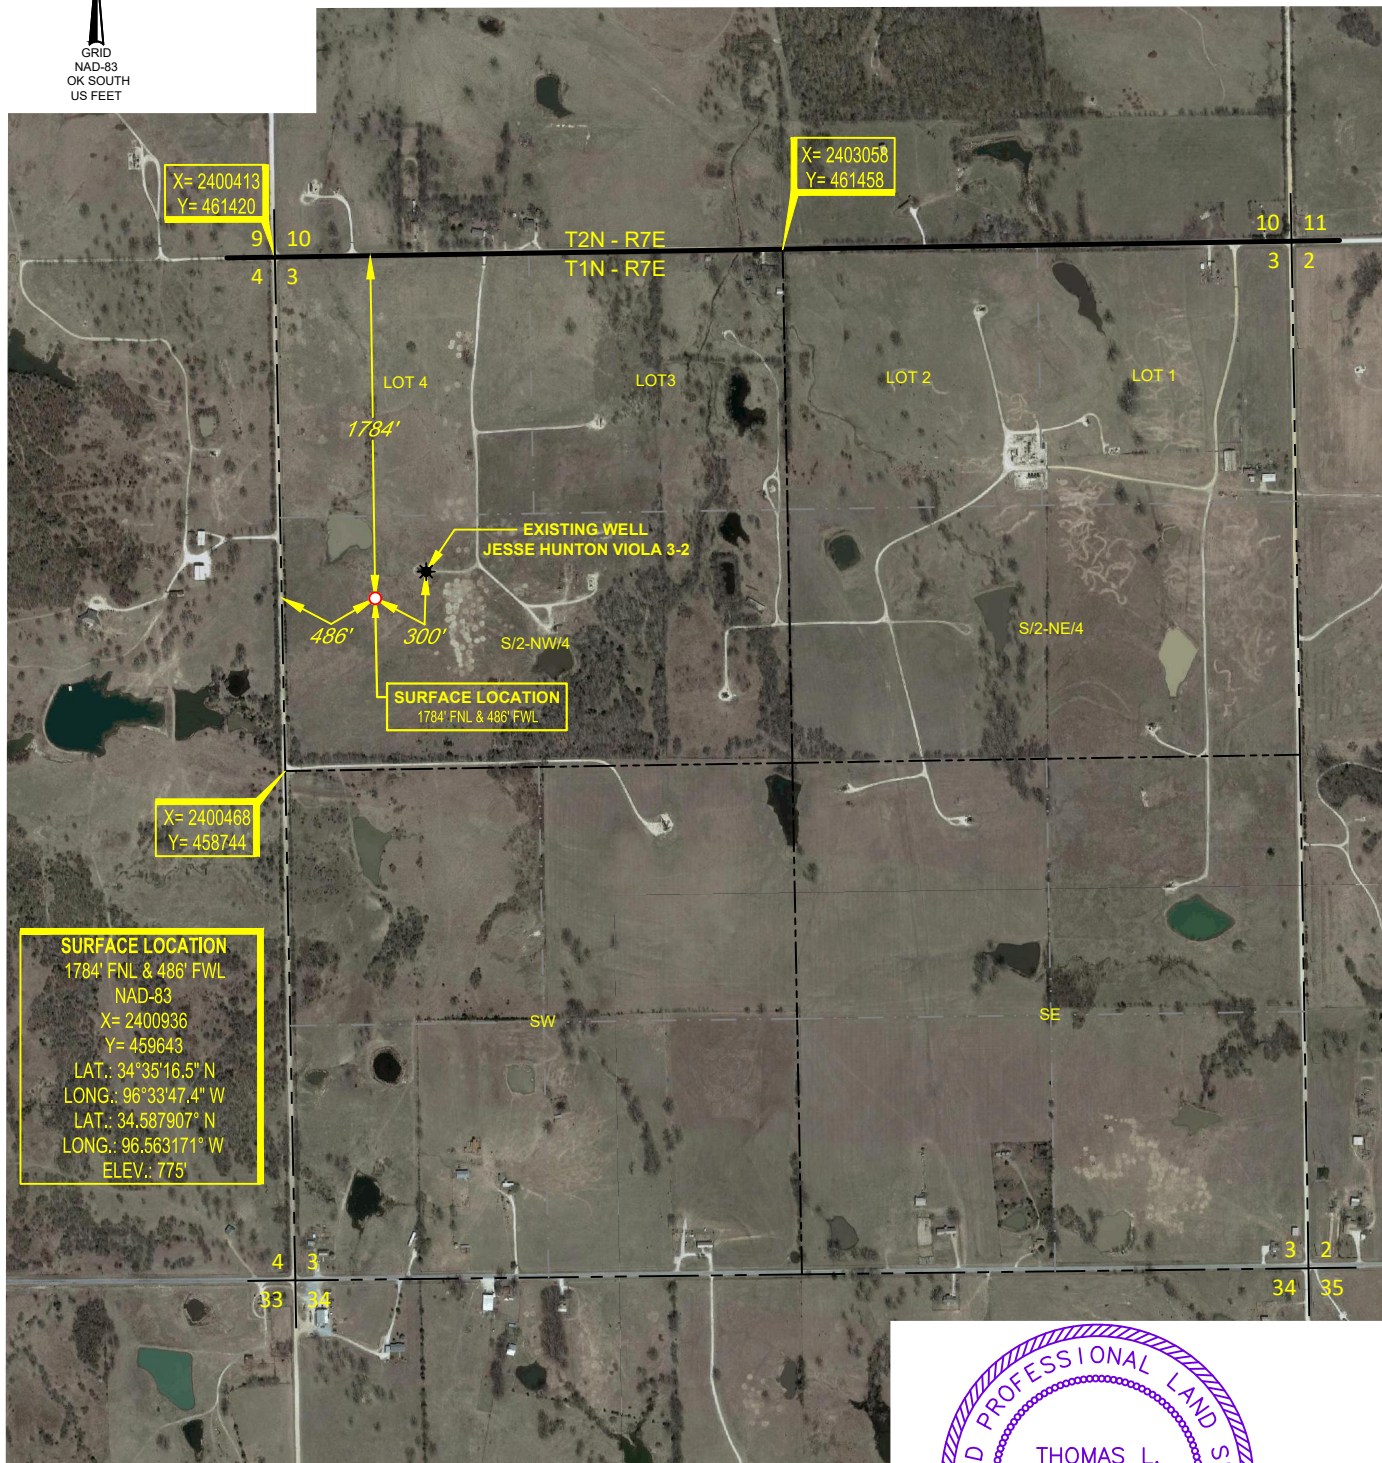 GRID
NAD-83
OK SOUTH
US FEET
X= 2400413
Y= 461420
X= 2403058
Y= 461458
9 10
T2N - R7E
10 11
4 3
T1N - R7E
3 2
LOT 4
LOT3
LOT 2
LOT 1
1784'
EXISTING WELL
JESSE HUNTON VIOLA 3-2
486'
300'
S/2-NW/4
S/2-NE/4
SURFACE LOCATION
1784' FNL & 486' FWL
X= 2400468
Y= 458744
SURFACE LOCATION
1784' FNL & 486' FWL
NAD-83
X= 2400936
Y= 459643
LAT.: 34°35'16.5" N
LONG.: 96°33'47.4" W
LAT.: 34.587907° N
LONG.: 96.563171° W
ELEV.: 775'
SW
SE
4 3
3 2
33 34
34 35
PROFESSIONAL LAND
THOMAS L.